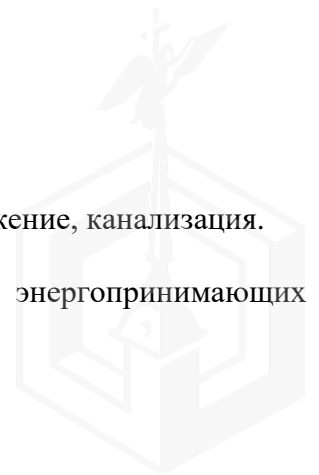 жение, канализация.
энергопринимающих